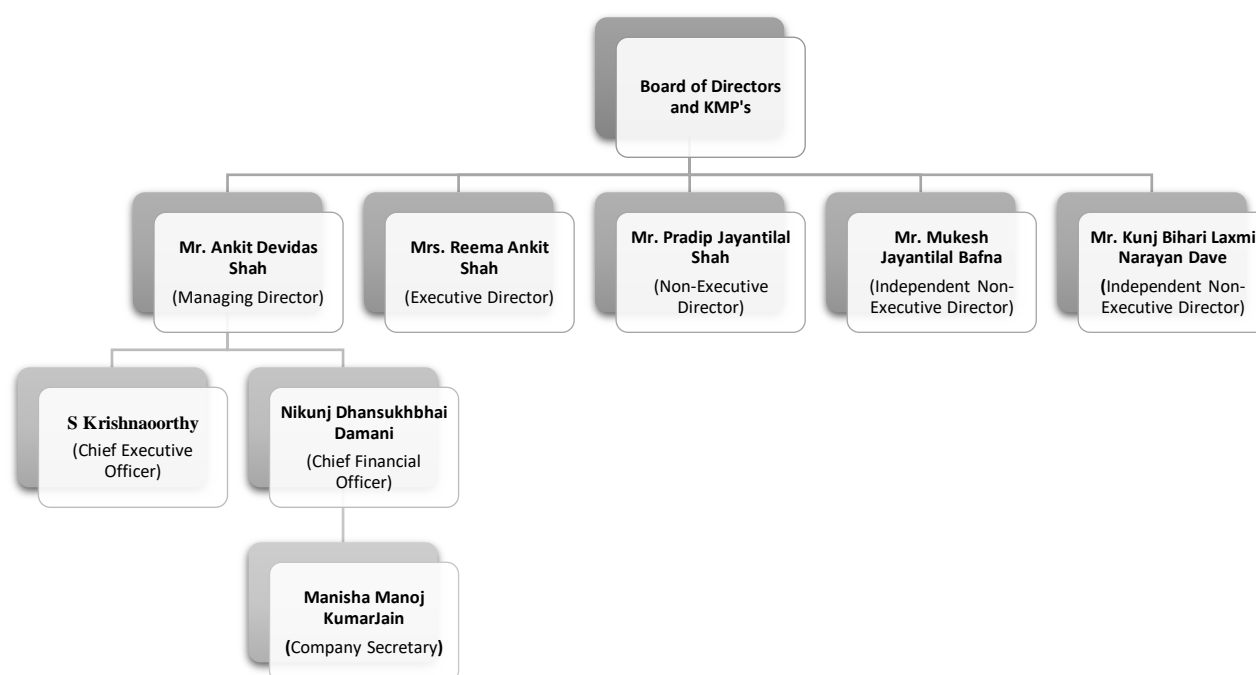 Board of Directors
and KMP's
Mr. Ankit Devidas
Shah
(Managing Director)
Mrs. Reema Ankit
Shah
(Executive Director)
Mr. Pradip Jayantilal
Shah
(Non-Executive
Director)
Mr. Mukesh
Jayantilal Bafna
(Independent Non-
Executive Director)
Mr. Kunj Bihari Laxmi
Narayan Dave
(Independent Non-
Executive Director)
S Krishnaoorthy
(Chief Executive
Officer)
Nikunj Dhansukhbhai
Damani
(Chief Financial
Officer)
Manisha Manoj
KumarJain
(Company Secretary)